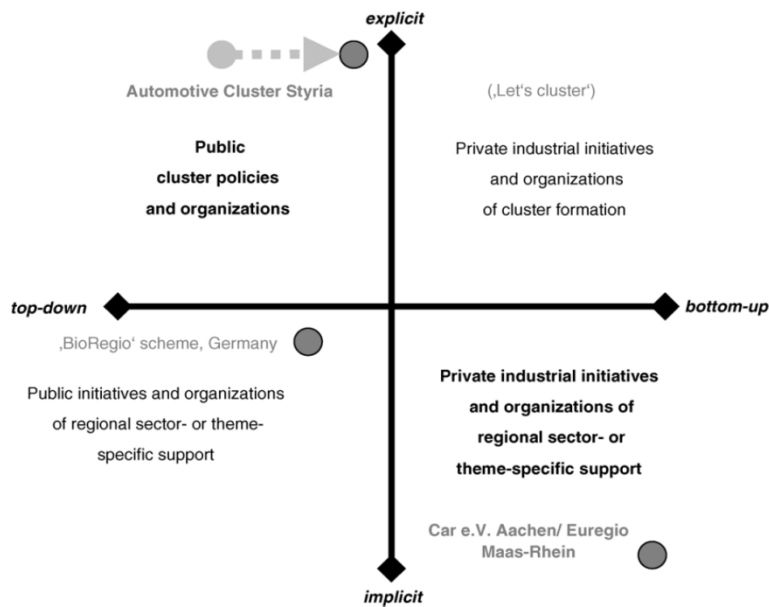 explicit
Automotive Cluster Styria
(‚Let's cluster‘)
Public
cluster policies
and organizations
Private industrial initiatives
and organizations
of cluster formation
top-down
bottom-up
‚BioRegio‘ scheme, Germany
Public initiatives and organizations
of regional sector- or theme-
specific support
Private industrial initiatives
and organizations of
regional sector- or
theme-specific support
Car e.V. Aachen/ Euregio
Maas-Rhein
implicit